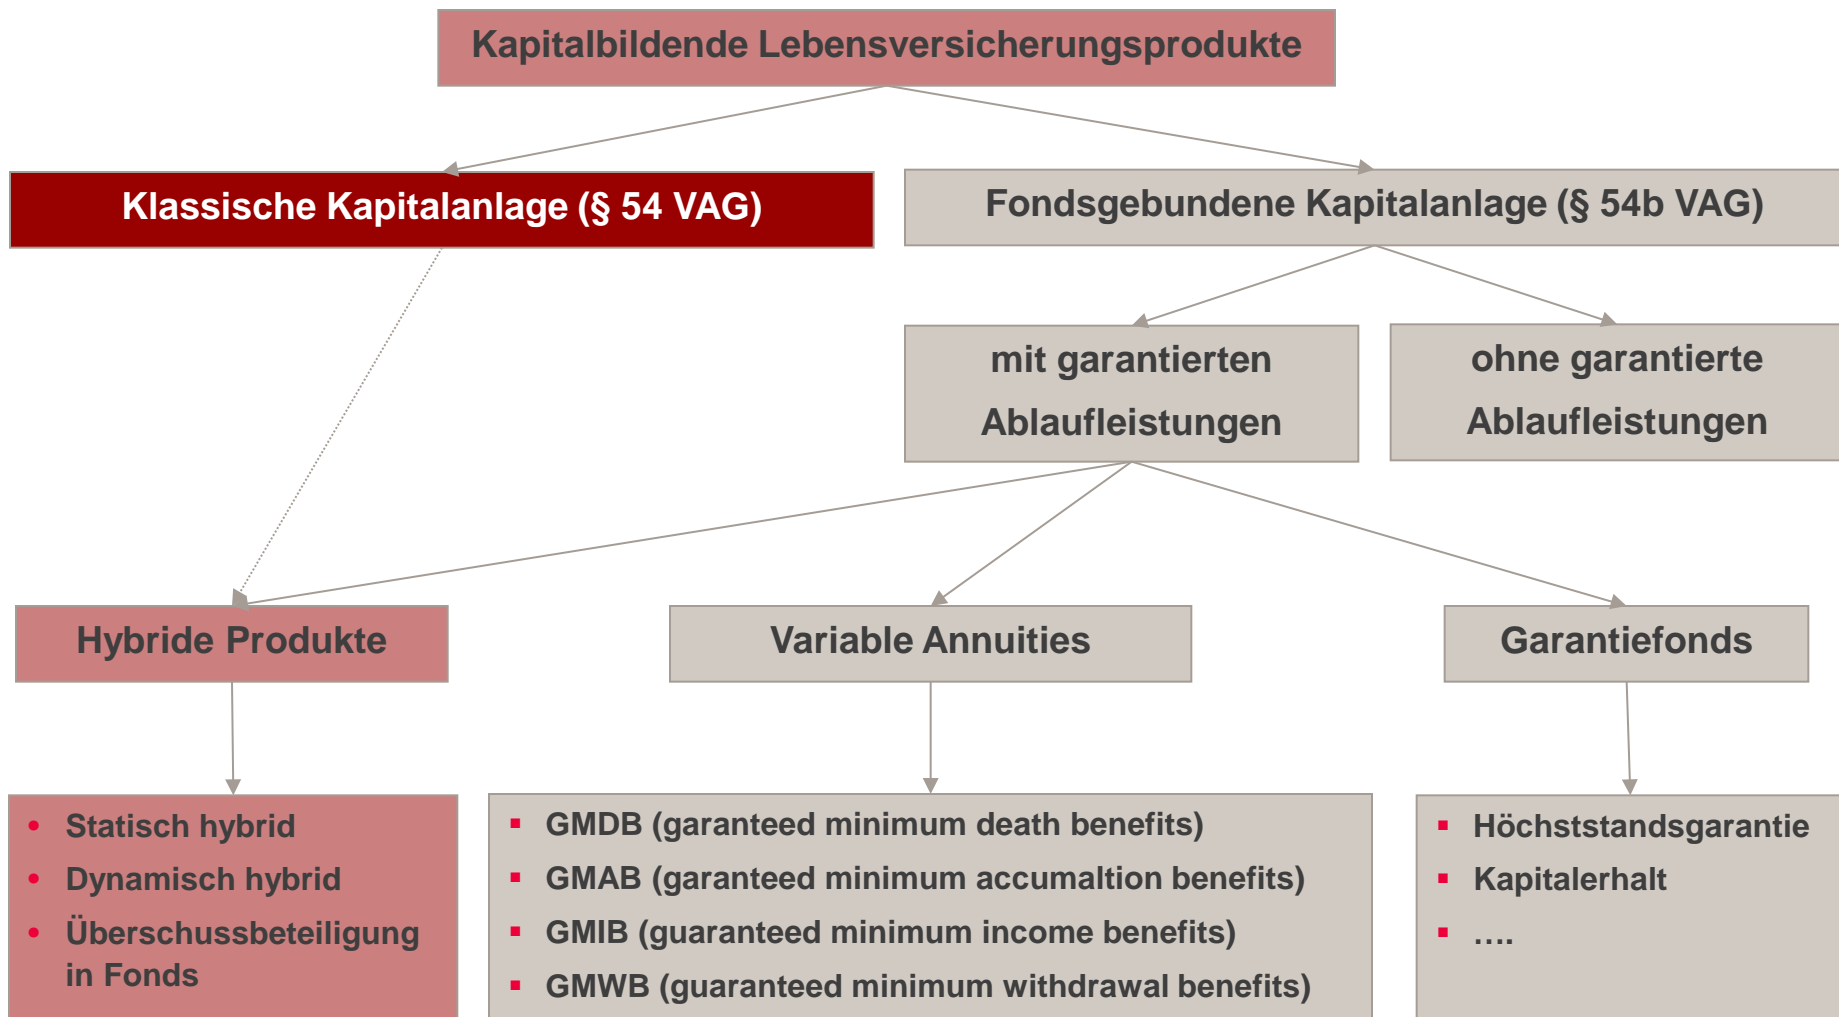 Kapitalbildende Lebensversicherungsprodukte
Klassische Kapitalanlage (§ 54 VAG)
Fondsgebundene Kapitalanlage (§ 54b VAG)
mit garantierten
Ablaufleistungen
ohne garantierte
Ablaufleistungen
Hybride Produkte
Variable Annuities
Garantiefonds
• Statisch hybrid
• Dynamisch hybrid
• Überschussbeteiligung
in Fonds
▪ GMDB (garanteed minimum death benefits)
▪ GMAB (garanteed minimum accumaltion benefits)
▪ GMIB (guaranteed minimum income benefits)
▪ GMWB (guaranteed minimum withdrawal benefits)
▪ Höchststandsgarantie
▪ Kapitalerhalt
▪ ....